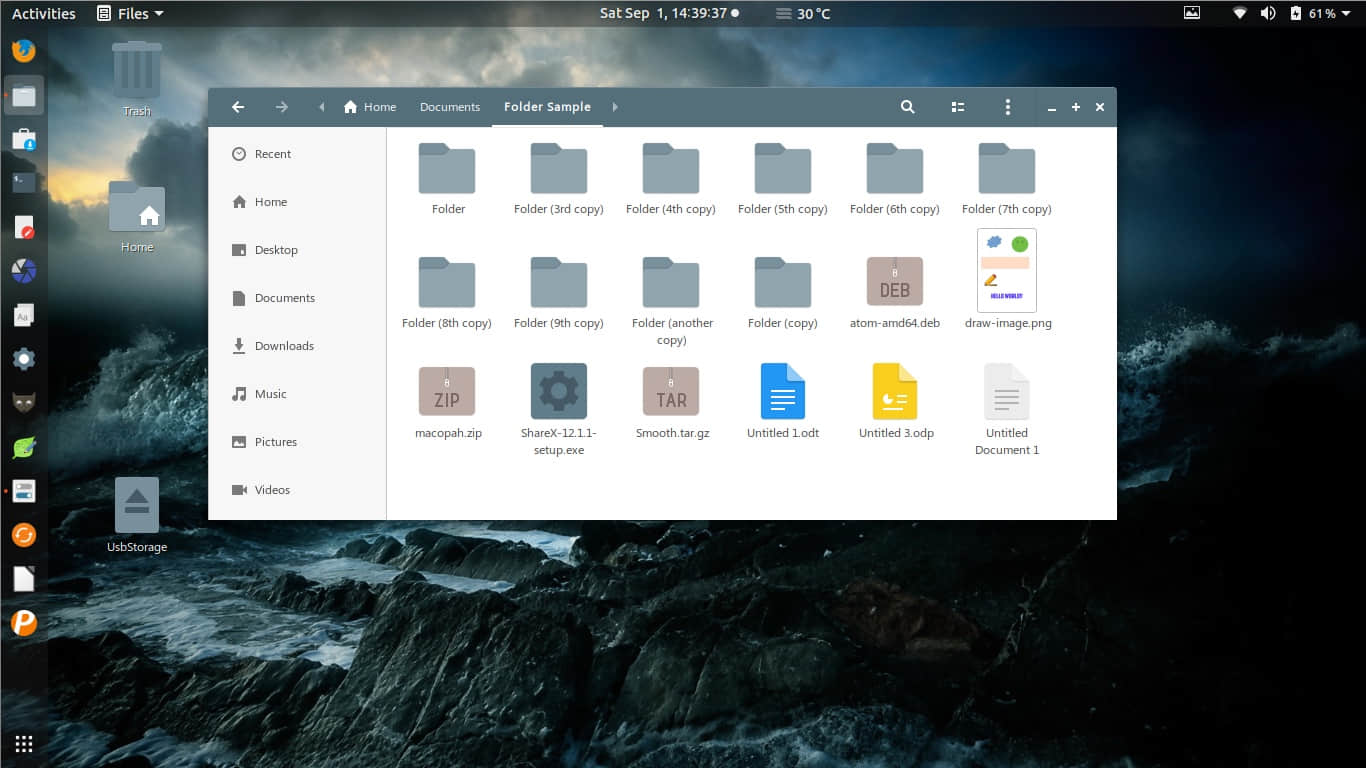 Activities Files Sat Sep 1, 14:39:37 30 °C 61 %
Trash
Home Documents Folder Sample
Home
UsbStorage
Recent
Home
Desktop
Documents
Downloads
Music
Pictures
Videos
Folder Folder (3rd copy) Folder (4th copy) Folder (5th copy) Folder (6th copy) Folder (7th copy)
DEB
HELLO WORLD!
Folder (8th copy) Folder (9th copy) Folder (another copy) Folder (copy) atom-amd64.deb draw-image.png
ZIP TAR
macopah.zip ShareX-12.1.1-setup.exe Smooth.tar.gz Untitled 1.odt Untitled 3.odp Untitled Document 1
Aa
P